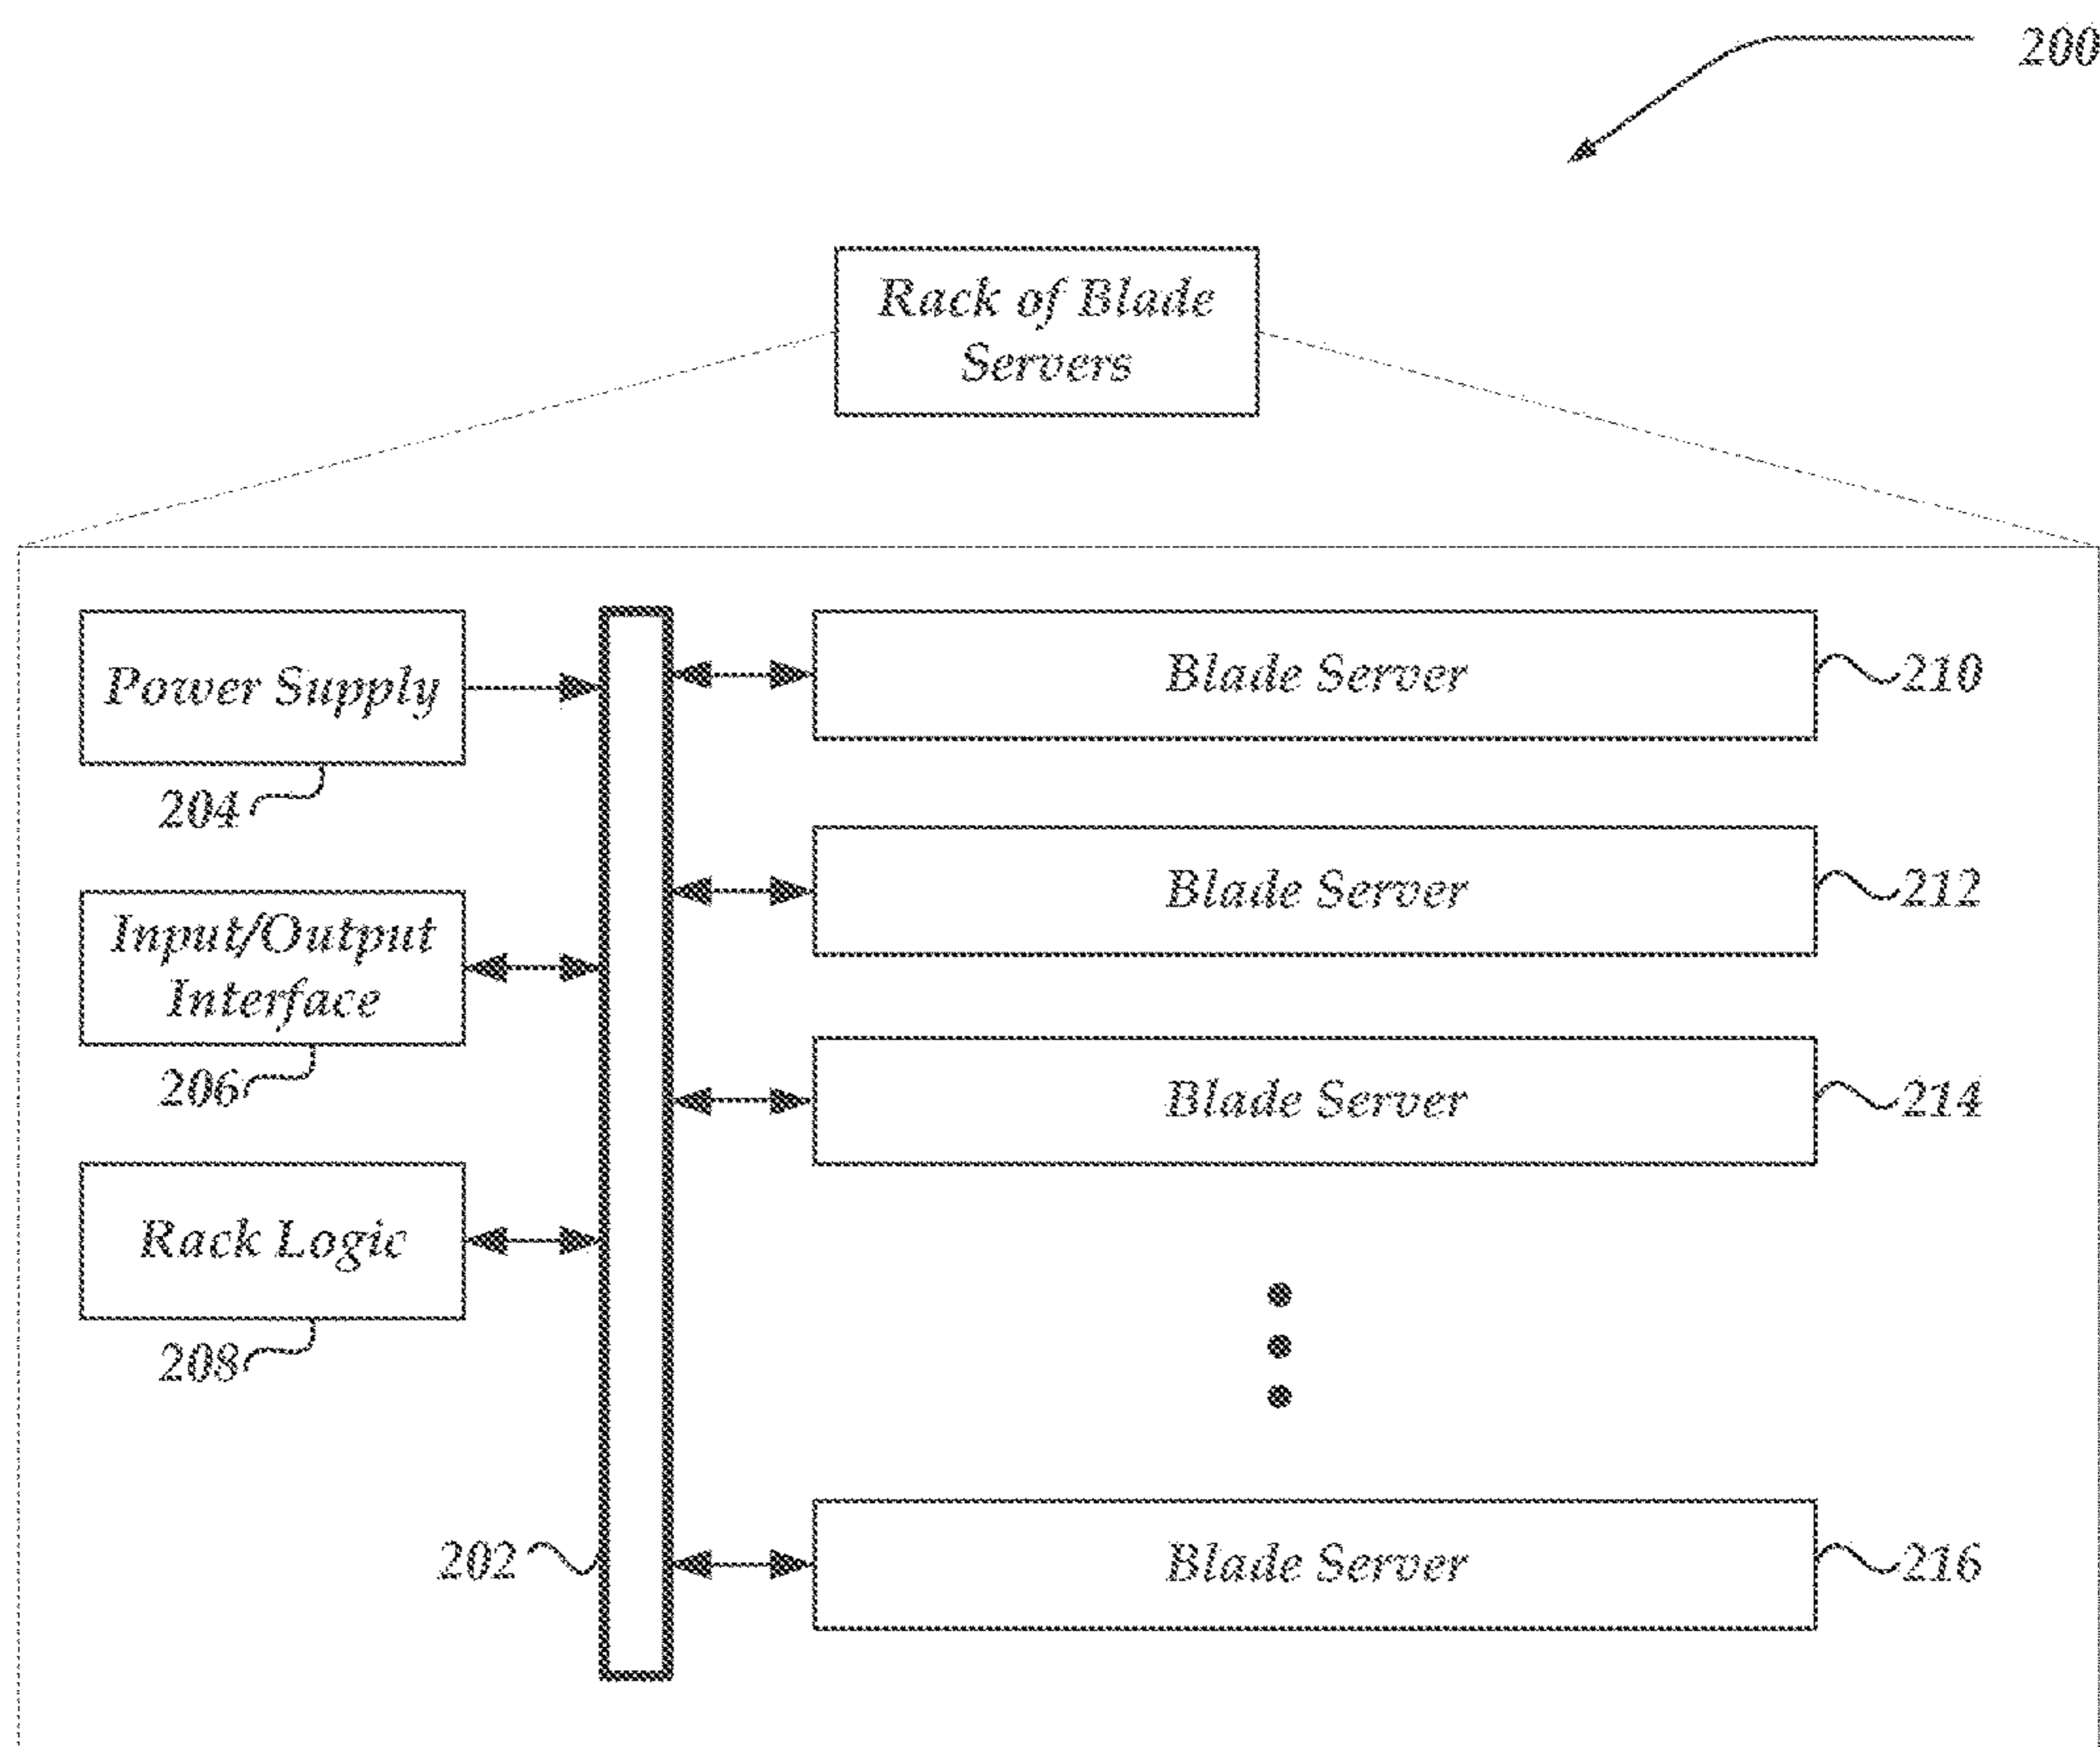 200
Rack of Blade
Servers
Power Supply
204
Input/Output
Interface
206
Rack Logic
208
202
Blade Server
210
Blade Server
212
Blade Server
214
Blade Server
216